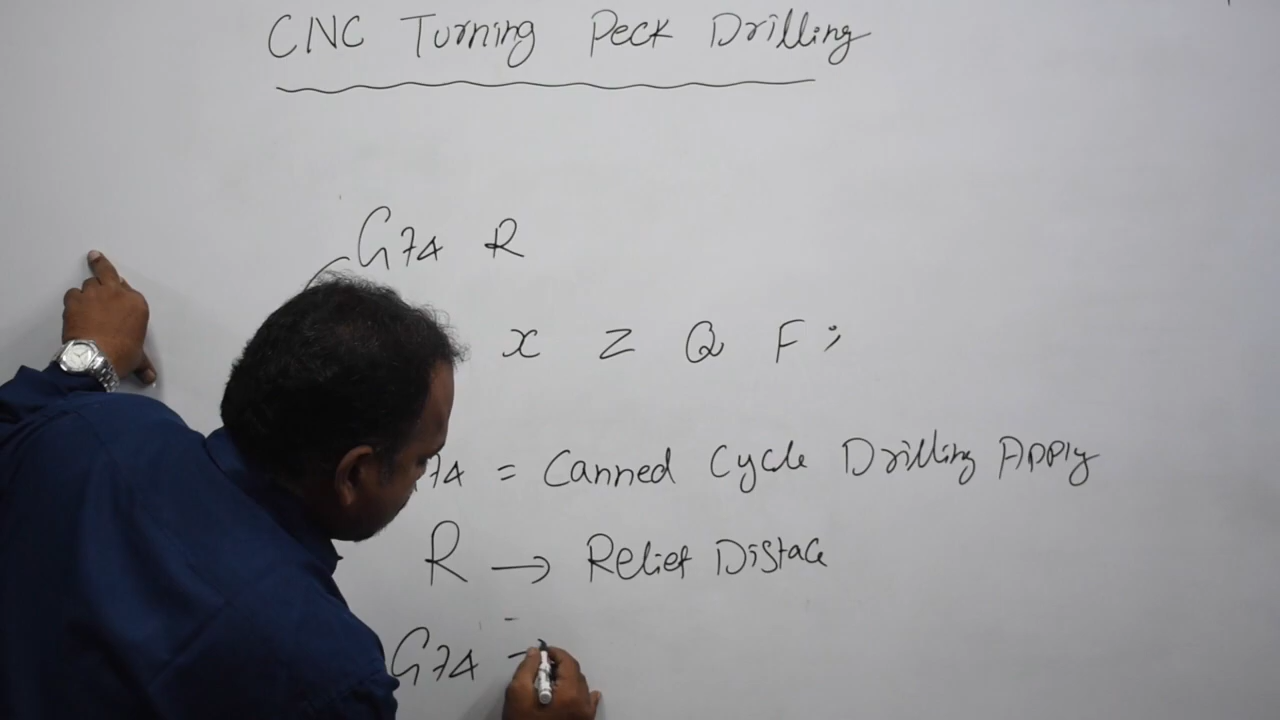 CNC Turning Peck Drilling
G74 R
x Z Q F;
74 = Canned Cycle Drilling Apply
R → Relief Distace
G74